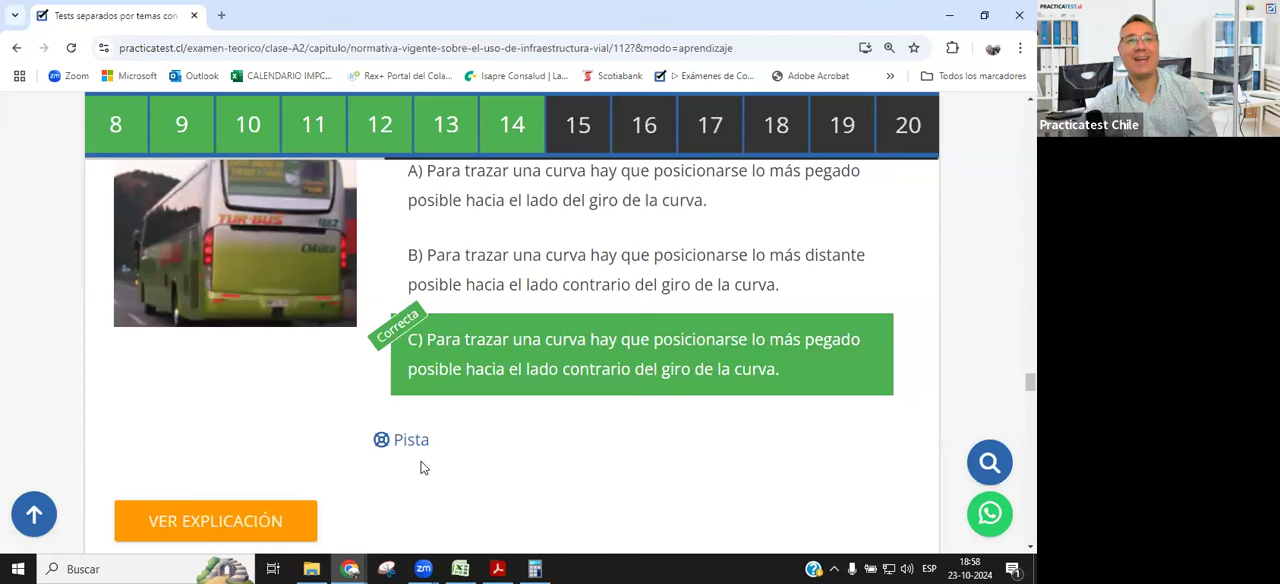 Tests separados por temas con
PRACTICATEST.cl
practicatest.cl/examen-teorico/clase-A2/capitulo/normativa-vigente-sobre-el-uso-de-infraestructura-vial/112?&modo=aprendizaje
Zoom
Microsoft
Outlook
CALENDARIO IMPC...
Rex+ Portal del Cola...
Isapre Consalud | La...
Scotiabank
▷ Exámenes de Co...
Adobe Acrobat
»
Todos los marcadores
Practicatest Chile
8 9 10 11 12 13 14 15 16 17 18 19 20
A) Para trazar una curva hay que posicionarse lo más pegado
posible hacia el lado del giro de la curva.
B) Para trazar una curva hay que posicionarse lo más distante
posible hacia el lado contrario del giro de la curva.
Correcta
C) Para trazar una curva hay que posicionarse lo más pegado
posible hacia el lado contrario del giro de la curva.
TUR-BUS
1862
Pista
VER EXPLICACIÓN
Buscar
zm
ESP
18:58
23-10-2024